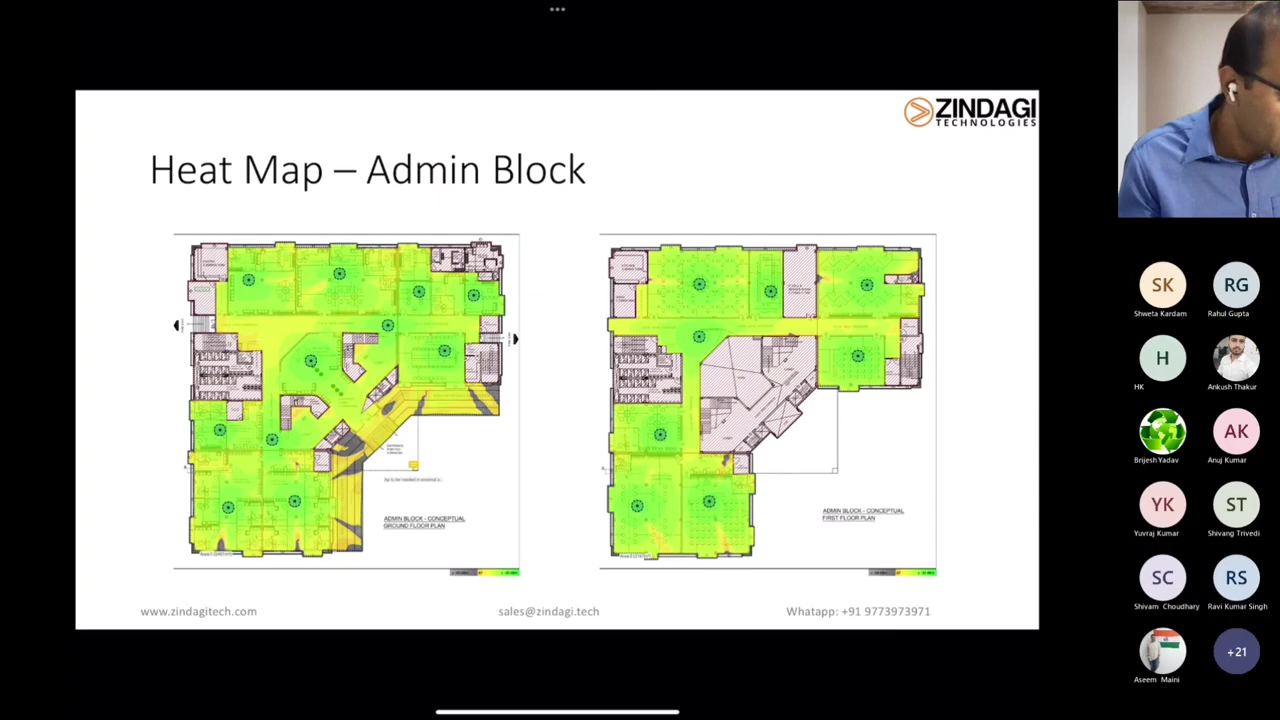 ZINDAGI
TECHNOLOGIES
Heat Map – Admin Block
ADMIN BLOCK - CONCEPTUAL
GROUND FLOOR PLAN
ADMIN BLOCK - CONCEPTUAL
FIRST FLOOR PLAN
www.zindagitech.com
sales@zindagi.tech
Whatapp: +91 9773973971
SK
RG
Shweta Kardam
Rahul Gupta
H
HK
Ankush Thakur
AK
Brijesh Yadav
Anuj Kumar
YK
ST
Yuvraj Kumar
Shivang Trivedi
SC
RS
Shivam Choudhary
Ravi Kumar Singh
+21
Aseem Maini